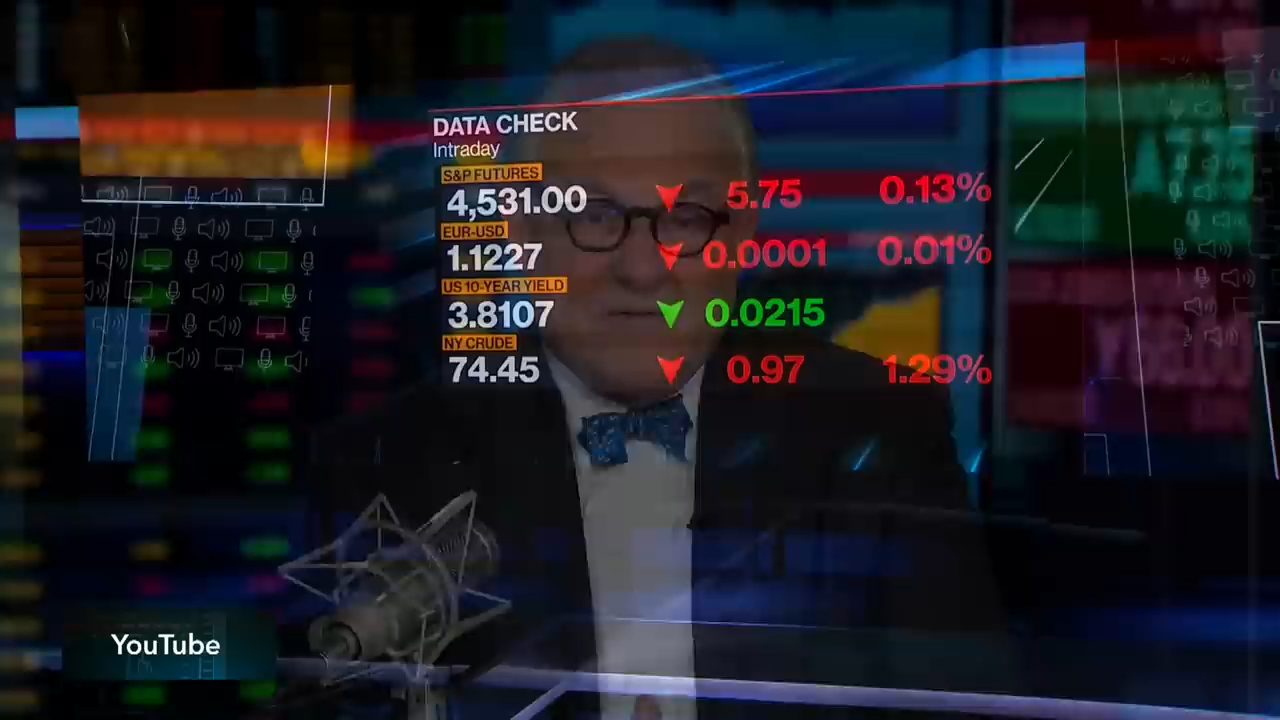 DATA CHECK
Intraday
S&P FUTURES
4,531.00 5.75 0.13%
EUR-USD
1.1227 0.0001 0.01%
US 10-YEAR YIELD
3.8107 0.0215
NY CRUDE
74.45 0.97 1.29%
YouTube